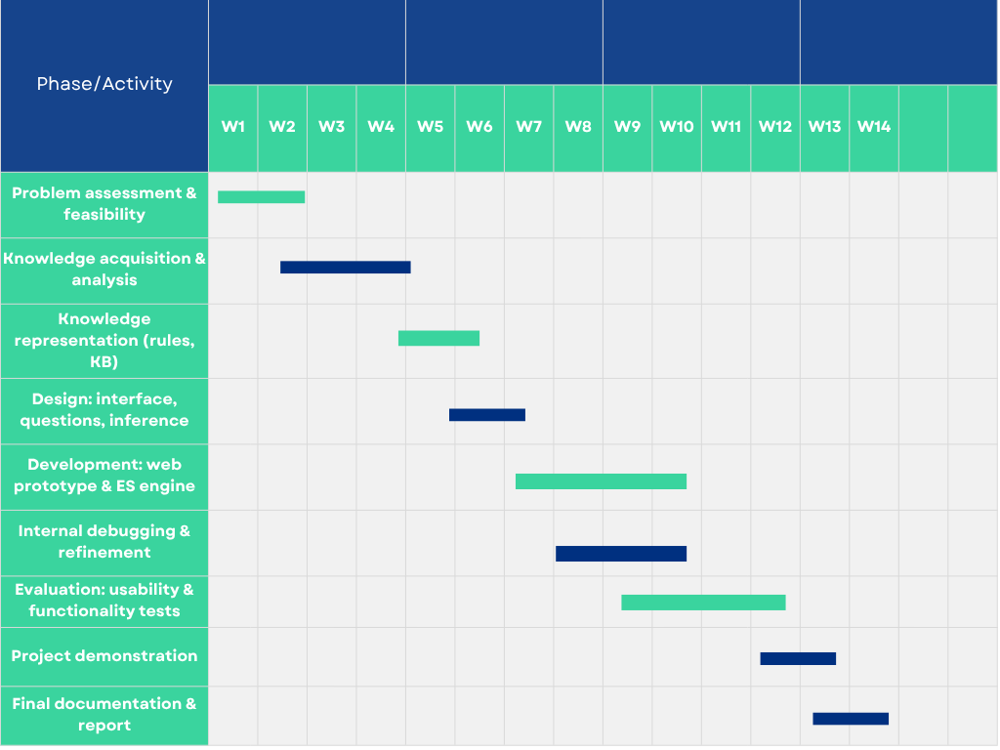 Phase/Activity
W1 W2 W3 W4 W5 W6 W7 W8 W9 W10 W11 W12 W13 W14
Problem assessment &
feasibility
Knowledge acquisition &
analysis
Knowledge
representation (rules,
KB)
Design: interface,
questions, inference
Development: web
prototype & ES engine
Internal debugging &
refinement
Evaluation: usability &
functionality tests
Project demonstration
Final documentation &
report